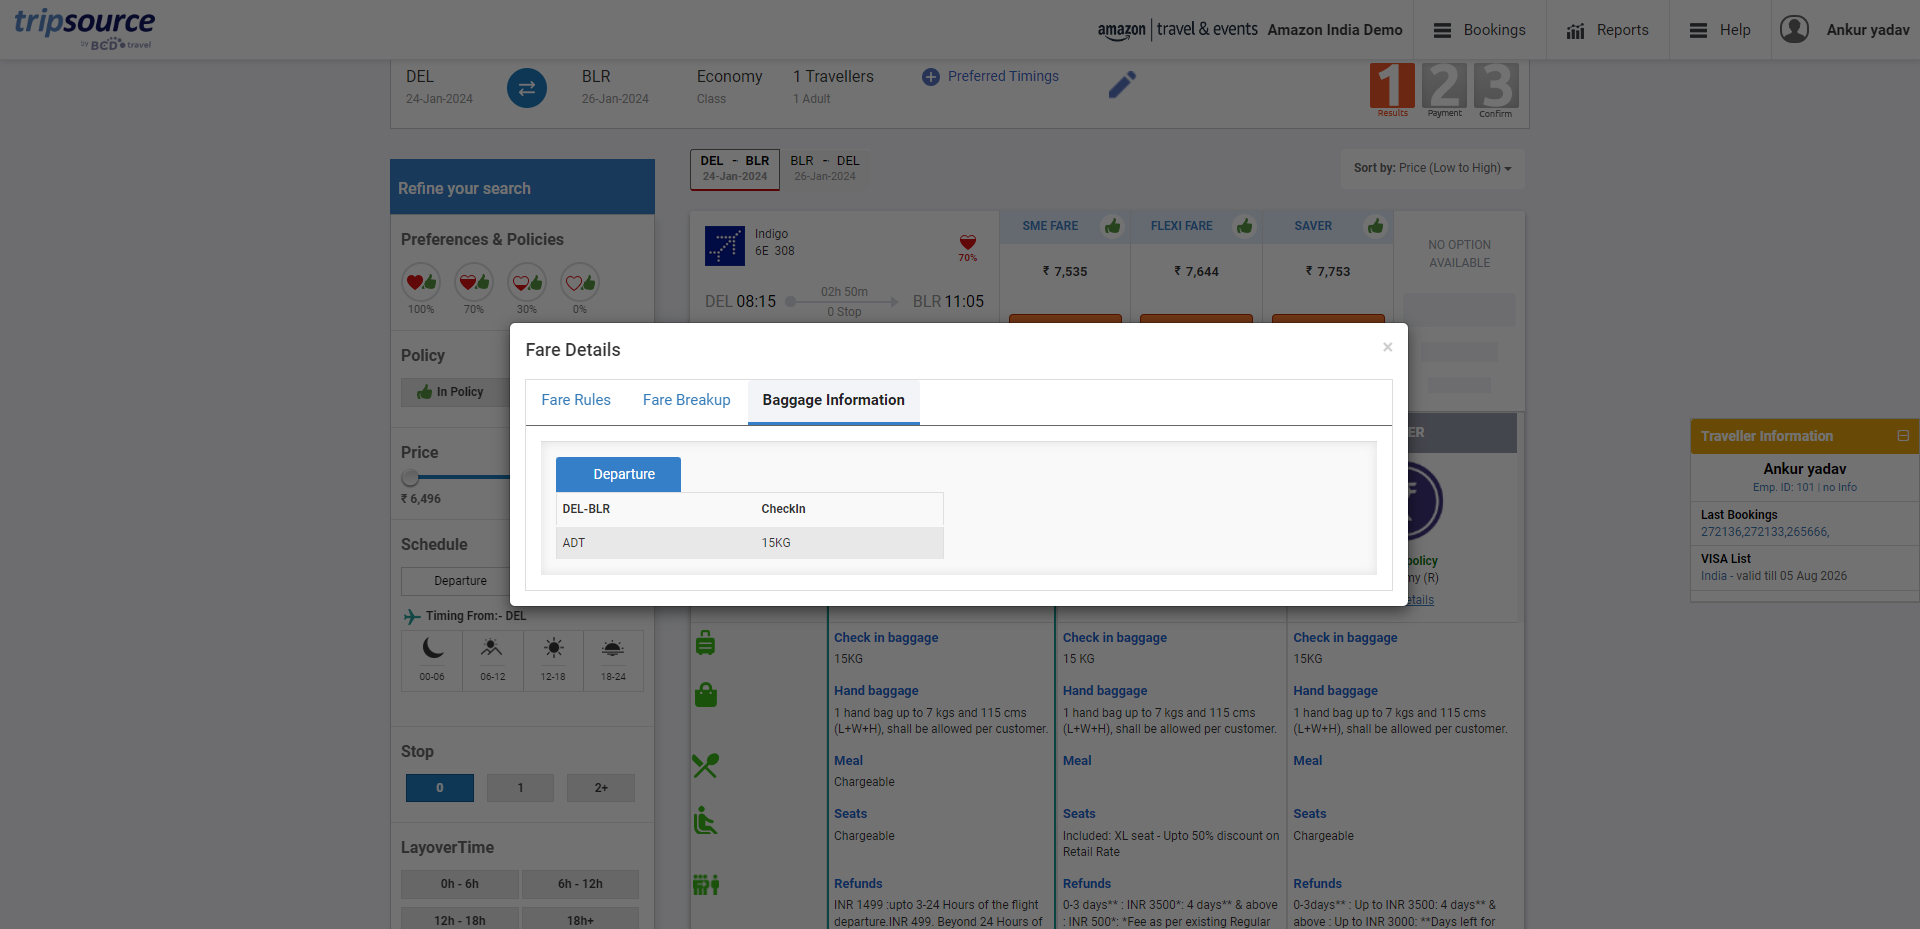 tripsource
by BCD travel
amazon | travel & events
Amazon India Demo
Bookings
Reports
Help
Ankur yadav
DEL
24-Jan-2024
BLR
26-Jan-2024
Economy
Class
1 Travellers
1 Adult
Preferred Timings
1 2 3
Results Payment Confirm
DEL - BLR
24-Jan-2024
BLR - DEL
26-Jan-2024
Sort by: Price (Low to High)
Refine your search
Preferences & Policies
100% 70% 30% 0%
Policy
In Policy
Price
₹ 6,496
Schedule
Departure
Timing From:- DEL
00-06 06-12 12-18 18-24
Stop
0 1 2+
LayoverTime
0h - 6h 6h - 12h
12h - 18h 18h+
Indigo
6E 308
70%
DEL 08:15
02h 50m
0 Stop
BLR 11:05
SME FARE
₹ 7,535
FLEXI FARE
₹ 7,644
SAVER
₹ 7,753
NO OPTION
AVAILABLE
Fare Details
×
Fare Rules Fare Breakup Baggage Information
Departure
DEL-BLR CheckIn
ADT 15KG
Traveller Information
Ankur yadav
Emp. ID: 101 | no Info
Last Bookings
272136,272133,265666,
VISA List
India - valid till 05 Aug 2026
Check in baggage
15KG
Hand baggage
1 hand bag up to 7 kgs and 115 cms
(L+W+H), shall be allowed per customer.
Meal
Chargeable
Seats
Chargeable
Refunds
INR 1499 :upto 3-24 Hours of the flight
departure.INR 499. Beyond 24 Hours of
Check in baggage
15 KG
Hand baggage
1 hand bag up to 7 kgs and 115 cms
(L+W+H), shall be allowed per customer.
Meal
Seats
Included: XL seat - Upto 50% discount on
Retail Rate
Refunds
0-3 days** : INR 3500*: 4 days** & above
: INR 500*: *Fee as per existing Regular
ER
policy
my (R)
etails
Check in baggage
15KG
Hand baggage
1 hand bag up to 7 kgs and 115 cms
(L+W+H), shall be allowed per customer.
Meal
Seats
Chargeable
Refunds
0-3days** : Up to INR 3500: 4 days** &
above : Up to INR 3000: **Days left for